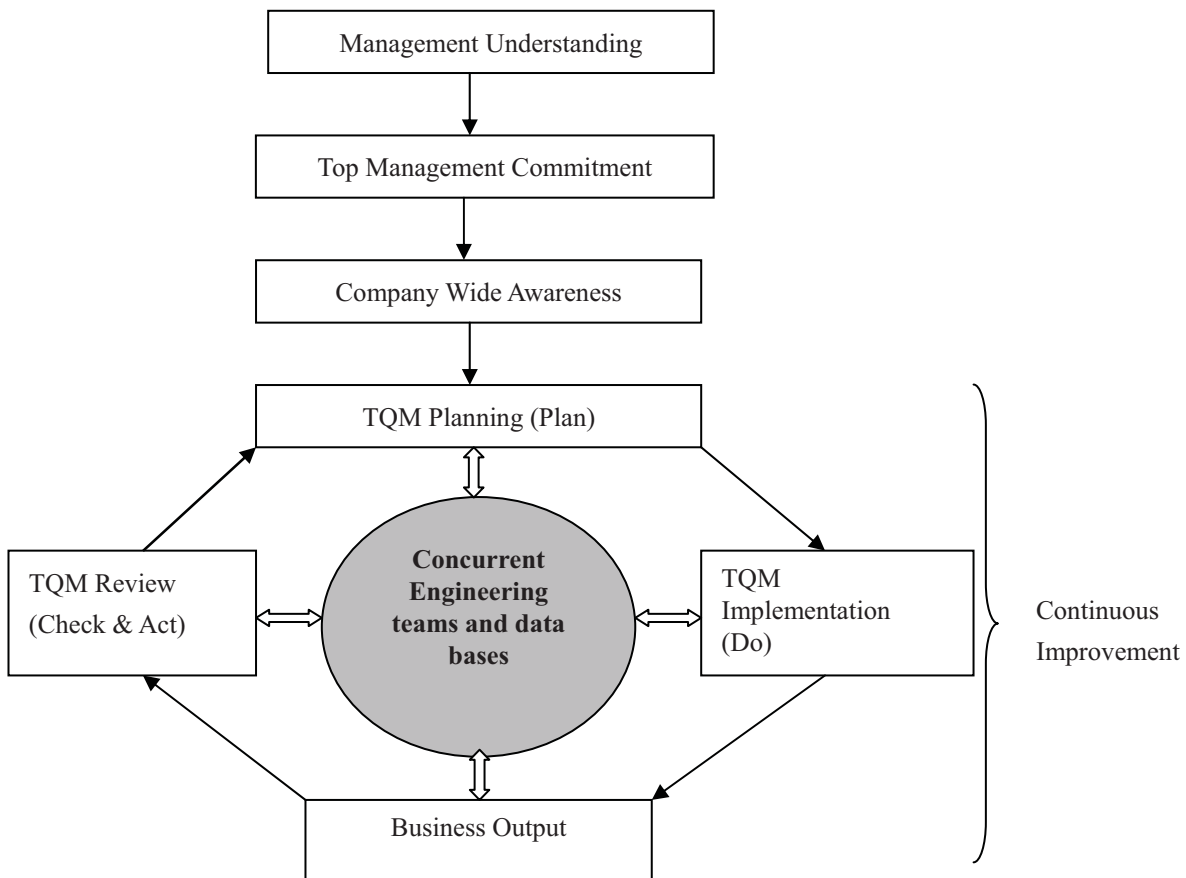 Management Understanding
Top Management Commitment
Company Wide Awareness
TQM Planning (Plan)
Concurrent
Engineering
teams and data
bases
TQM Review
(Check & Act)
TQM
Implementation
(Do)
Continuous
Improvement
Business Output